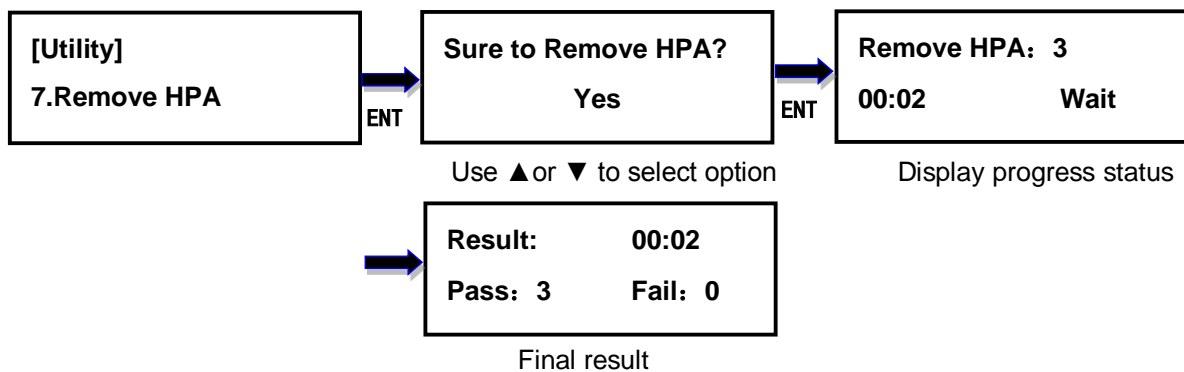 [Utility]
7.Remove HPA
ENT
Sure to Remove HPA?
Yes
Use ▲or ▼ to select option
ENT
Remove HPA：3
00:02 Wait
Display progress status
Result: 00:02
Pass：3 Fail：0
Final result